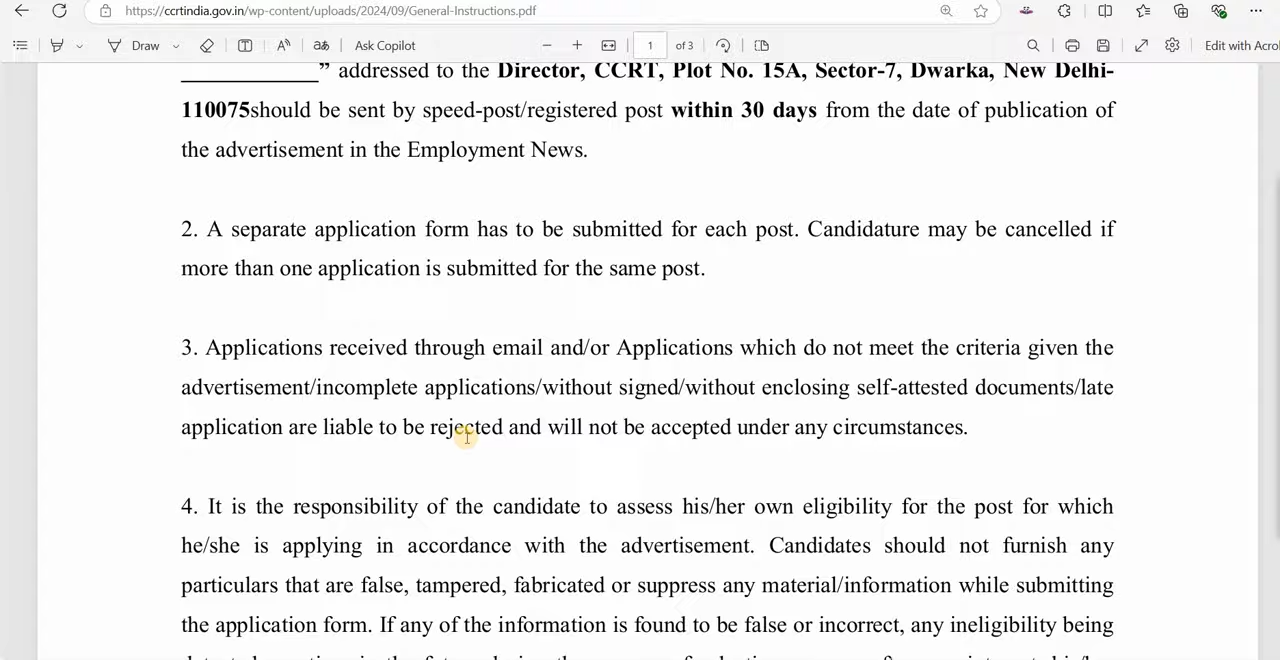 https://ccrtindia.gov.in/wp-content/uploads/2024/09/General-Instructions.pdf
Draw
Ask Copilot
1 of 3
Edit with Acro
____________” addressed to the Director, CCRT, Plot No. 15A, Sector-7, Dwarka, New Delhi-
110075should be sent by speed-post/registered post within 30 days from the date of publication of
the advertisement in the Employment News.
2. A separate application form has to be submitted for each post. Candidature may be cancelled if
more than one application is submitted for the same post.
3. Applications received through email and/or Applications which do not meet the criteria given the
advertisement/incomplete applications/without signed/without enclosing self-attested documents/late
application are liable to be rejected and will not be accepted under any circumstances.
4. It is the responsibility of the candidate to assess his/her own eligibility for the post for which
he/she is applying in accordance with the advertisement. Candidates should not furnish any
particulars that are false, tampered, fabricated or suppress any material/information while submitting
the application form. If any of the information is found to be false or incorrect, any ineligibility being